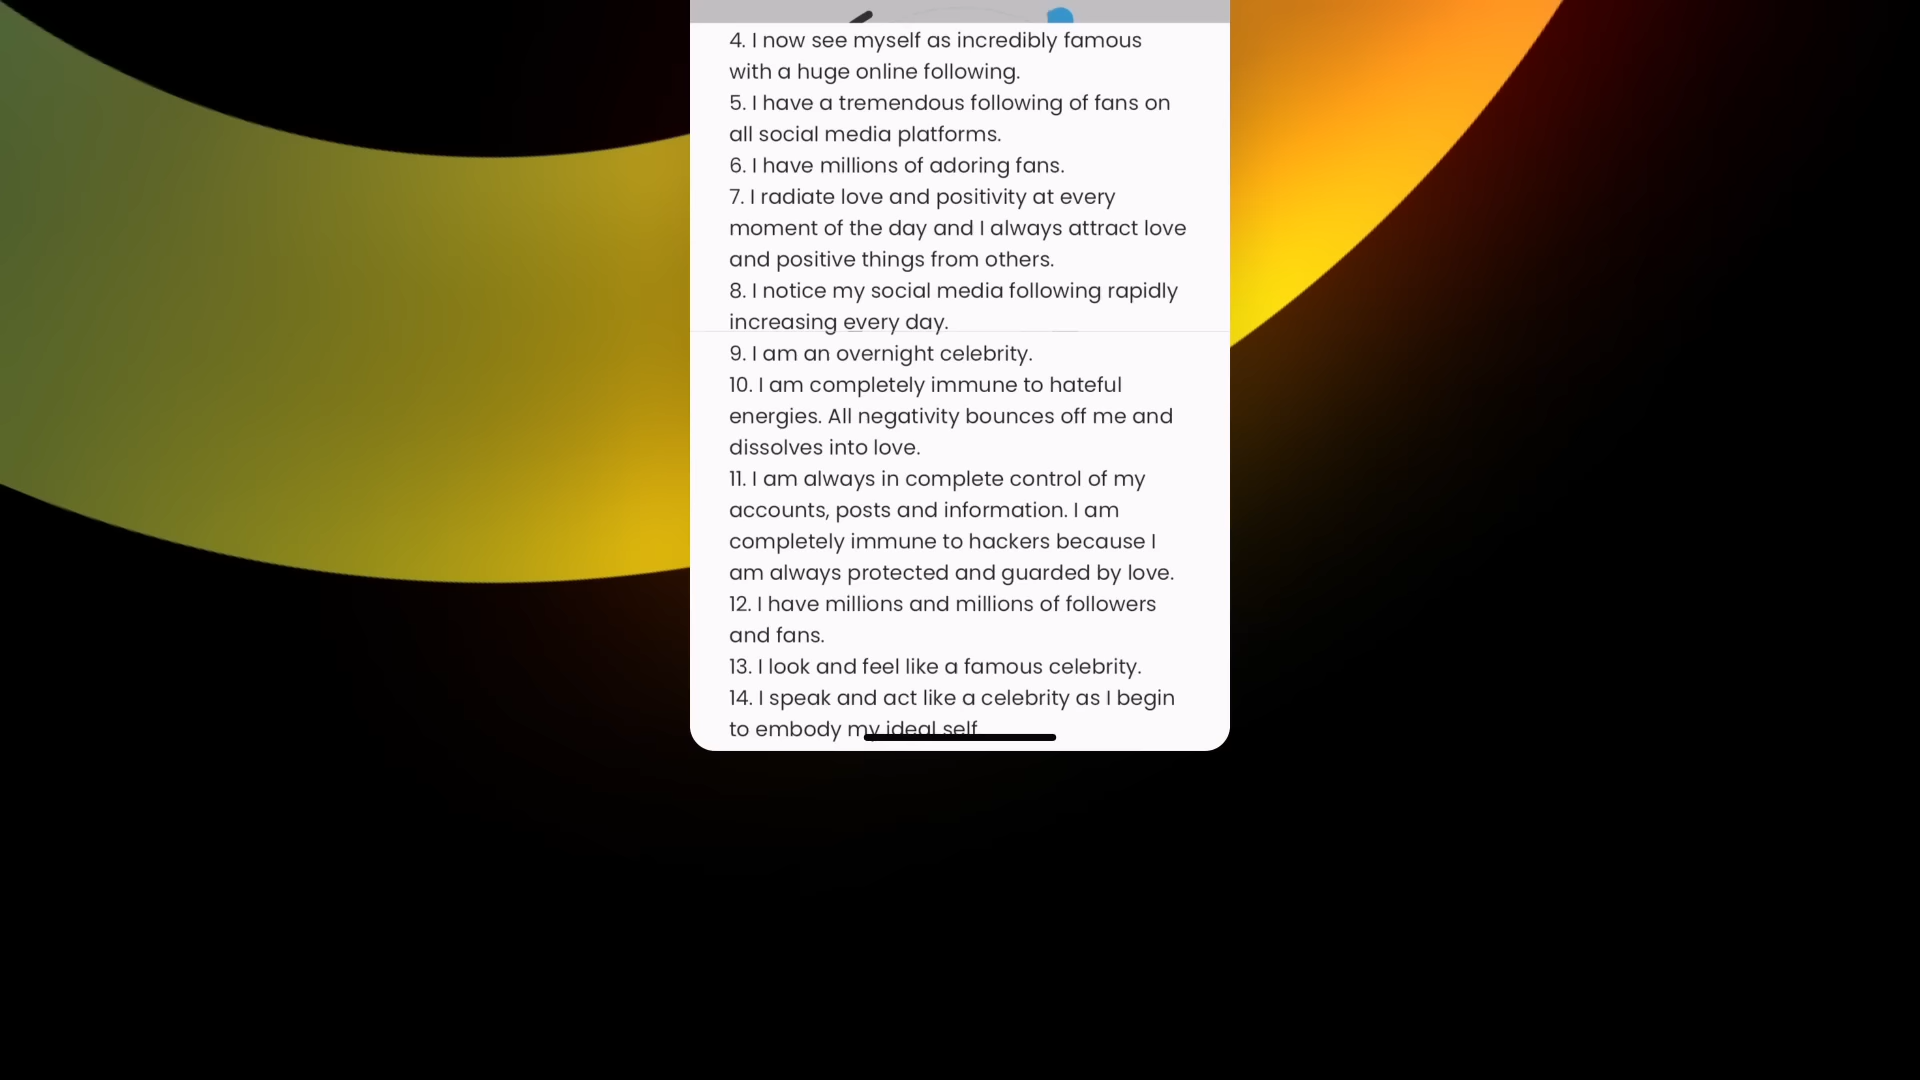 4. I now see myself as incredibly famous
with a huge online following.
5. I have a tremendous following of fans on
all social media platforms.
6. I have millions of adoring fans.
7. I radiate love and positivity at every
moment of the day and I always attract love
and positive things from others.
8. I notice my social media following rapidly
increasing every day.
9. I am an overnight celebrity.
10. I am completely immune to hateful
energies. All negativity bounces off me and
dissolves into love.
11. I am always in complete control of my
accounts, posts and information. I am
completely immune to hackers because I
am always protected and guarded by love.
12. I have millions and millions of followers
and fans.
13. I look and feel like a famous celebrity.
14. I speak and act like a celebrity as I begin
to embody my ideal self